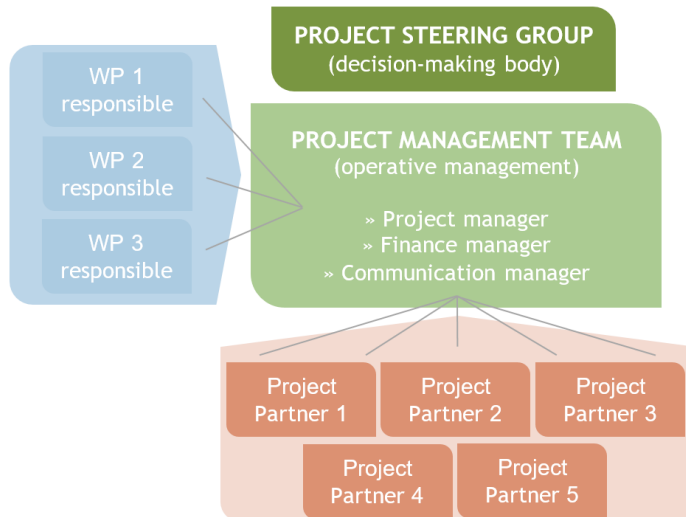 PROJECT STEERING GROUP
(decision-making body)
WP 1
responsible
WP 2
responsible
WP 3
responsible
PROJECT MANAGEMENT TEAM
(operative management)
» Project manager
» Finance manager
» Communication manager
Project
Partner 1
Project
Partner 2
Project
Partner 3
Project
Partner 4
Project
Partner 5